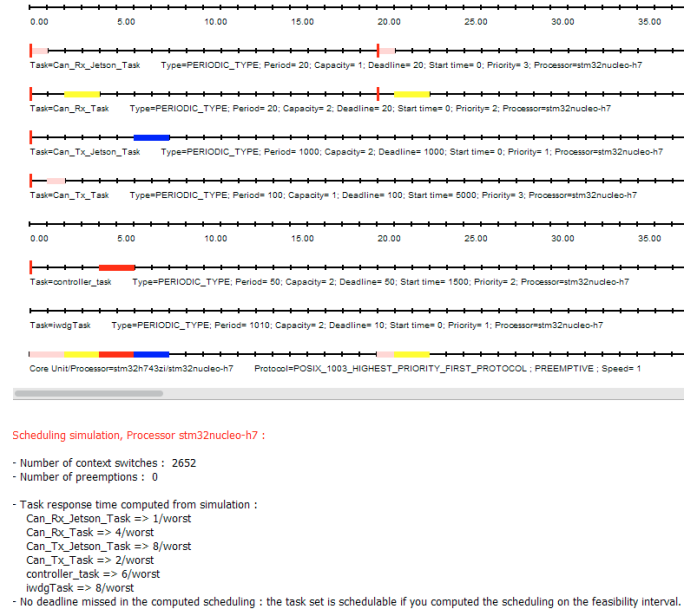 0.00 5.00 10.00 15.00 20.00 25.00 30.00 35.00
Task=Can_Rx_Jetson_Task Type=PERIODIC_TYPE; Period= 20; Capacity= 1; Deadline= 20; Start time= 0; Priority= 3; Processor=stm32nucleo-h7
Task=Can_Rx_Task Type=PERIODIC_TYPE; Period= 20; Capacity= 2; Deadline= 20; Start time= 0; Priority= 2; Processor=stm32nucleo-h7
Task=Can_Tx_Jetson_Task Type=PERIODIC_TYPE; Period= 1000; Capacity= 2; Deadline= 1000; Start time= 0; Priority= 1; Processor=stm32nucleo-h7
Task=Can_Tx_Task Type=PERIODIC_TYPE; Period= 100; Capacity= 1; Deadline= 100; Start time= 5000; Priority= 3; Processor=stm32nucleo-h7
0.00 5.00 10.00 15.00 20.00 25.00 30.00 35.00
Task=controller_task Type=PERIODIC_TYPE; Period= 50; Capacity= 2; Deadline= 50; Start time= 1500; Priority= 2; Processor=stm32nucleo-h7
Task=iwdgTask Type=PERIODIC_TYPE; Period= 1010; Capacity= 2; Deadline= 10; Start time= 0; Priority= 1; Processor=stm32nucleo-h7
Core Unit/Processor=stm32h743zi/stm32nucleo-h7 Protocol=POSIX_1003_HIGHEST_PRIORITY_FIRST_PROTOCOL ; PREEMPTIVE ; Speed= 1
Scheduling simulation, Processor stm32nucleo-h7 :
- Number of context switches : 2652
- Number of preemptions : 0
- Task response time computed from simulation :
Can_Rx_Jetson_Task => 1/worst
Can_Rx_Task => 4/worst
Can_Tx_Jetson_Task => 8/worst
Can_Tx_Task => 2/worst
controller_task => 6/worst
iwdgTask => 8/worst
- No deadline missed in the computed scheduling : the task set is schedulable if you computed the scheduling on the feasibility interval.